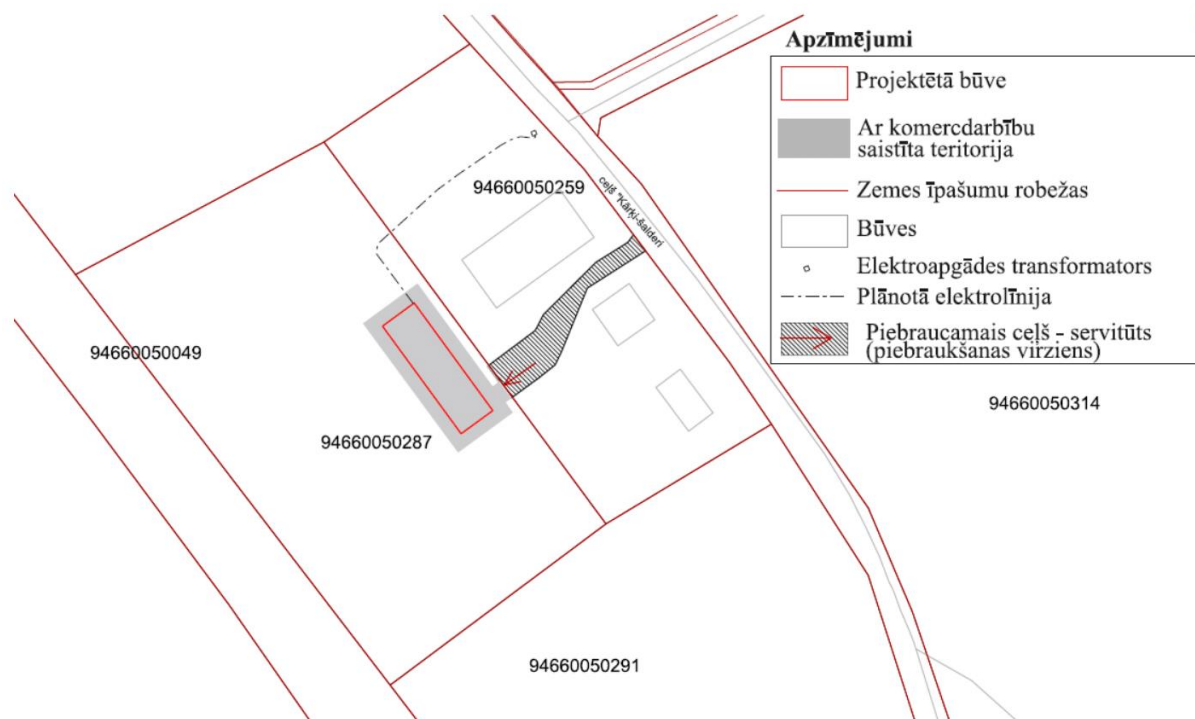 Apzīmējumi
Projektētā būve
Ar komercdarbību
saistīta teritorija
Zemes īpašumu robežas
Būves
Elektroapgādes transformators
Plānotā elektrolīnija
Piebraucamais ceļš - servitūts
(piebraukšanas virziens)
94660050259
ceļš "Kārķi-šalderi
94660050049
94660050287
94660050314
94660050291